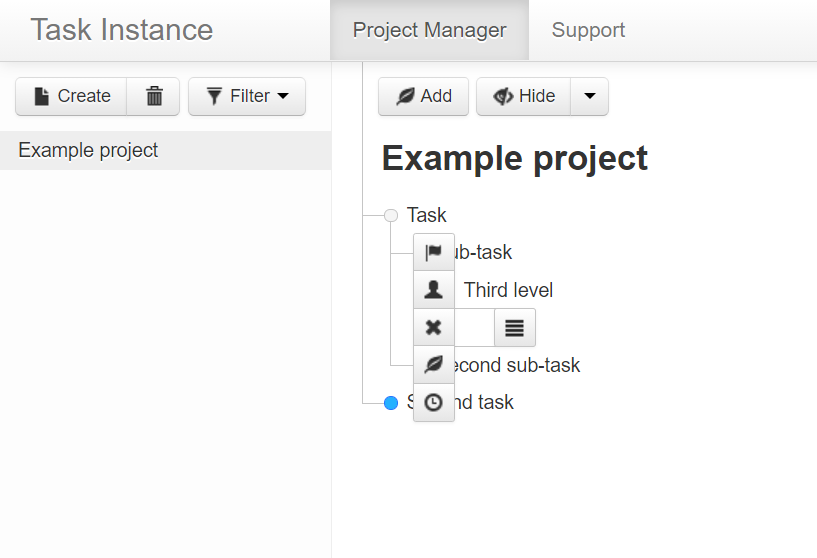 Task Instance
Project Manager
Support
Create
Filter
Add
Hide
Example project
Example project
Task
ub-task
Third level
econd sub-task
S nd task